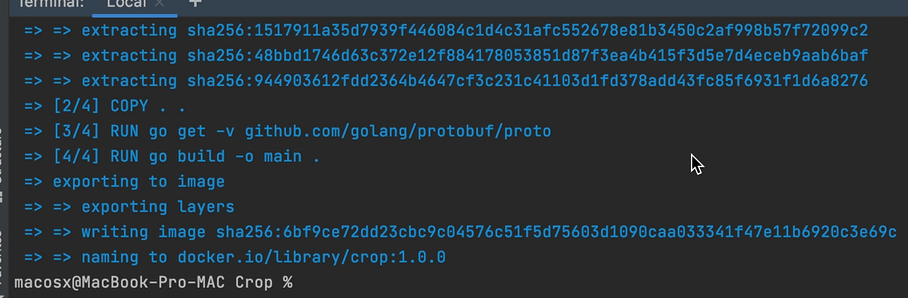 Terminal: Local × +
=> => extracting sha256:1517911a35d7939f446084c1d4c31afc552678e81b3450c2af998b57f72099c2
=> => extracting sha256:48bbd1746d63c372e12f884178053851d87f3ea4b415f3d5e7d4eceb9aab6baf
=> => extracting sha256:944903612fdd2364b4647cf3c231c41103d1fd378add43fc85f6931f1d6a8276
=> [2/4] COPY . .
=> [3/4] RUN go get -v github.com/golang/protobuf/proto
=> [4/4] RUN go build -o main .
=> exporting to image
=> => exporting layers
=> => writing image sha256:6bf9ce72dd23cbc9c04576c51f5d75603d1090caa033341f47e11b6920c3e69c
=> => naming to docker.io/library/crop:1.0.0
macosx@MacBook-Pro-MAC Crop %